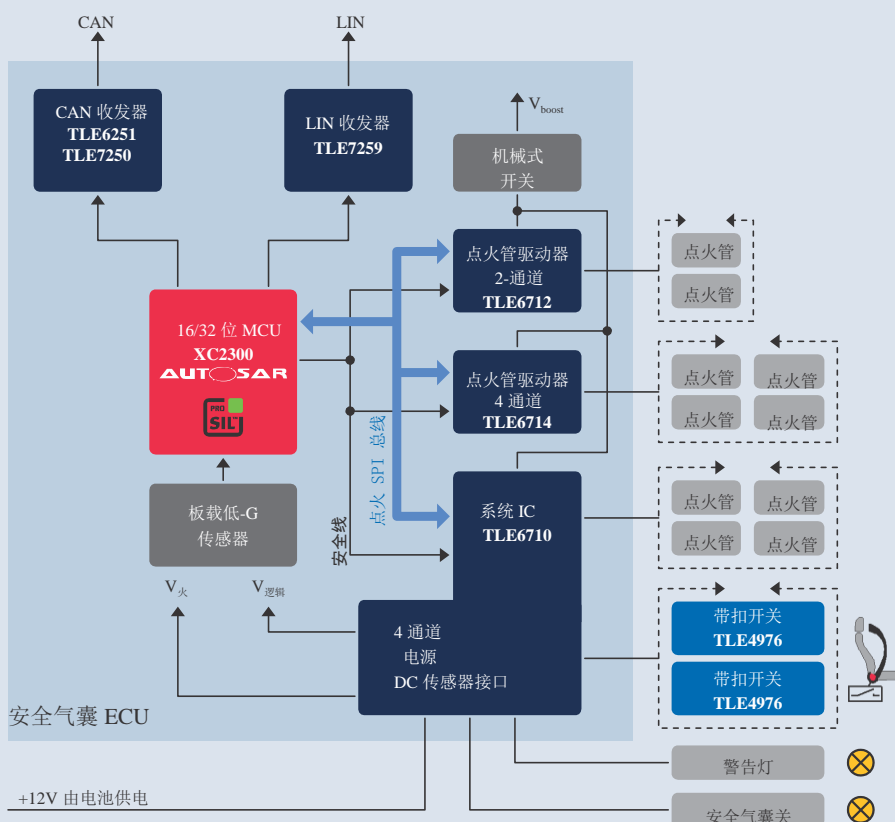 CAN
LIN
CAN 收发器
TLE6251
TLE7250
LIN 收发器
TLE7259
Vboost
机械式
开关
点火管驱动器
2-通道
TLE6712
点火管
点火管
16/32 位 MCU
XC2300
AUTOSAR
PRO
SIL™
点火管驱动器
4 通道
TLE6714
点火管
点火管
点火管
点火管
点火 SPI 总线
安全线
板载低-G
传感器
系统 IC
TLE6710
点火管
点火管
点火管
点火管
V火
V逻辑
4 通道
电源
DC 传感器接口
带扣开关
TLE4976
带扣开关
TLE4976
安全气囊 ECU
警告灯
+12V 由电池供电
安全气囊关